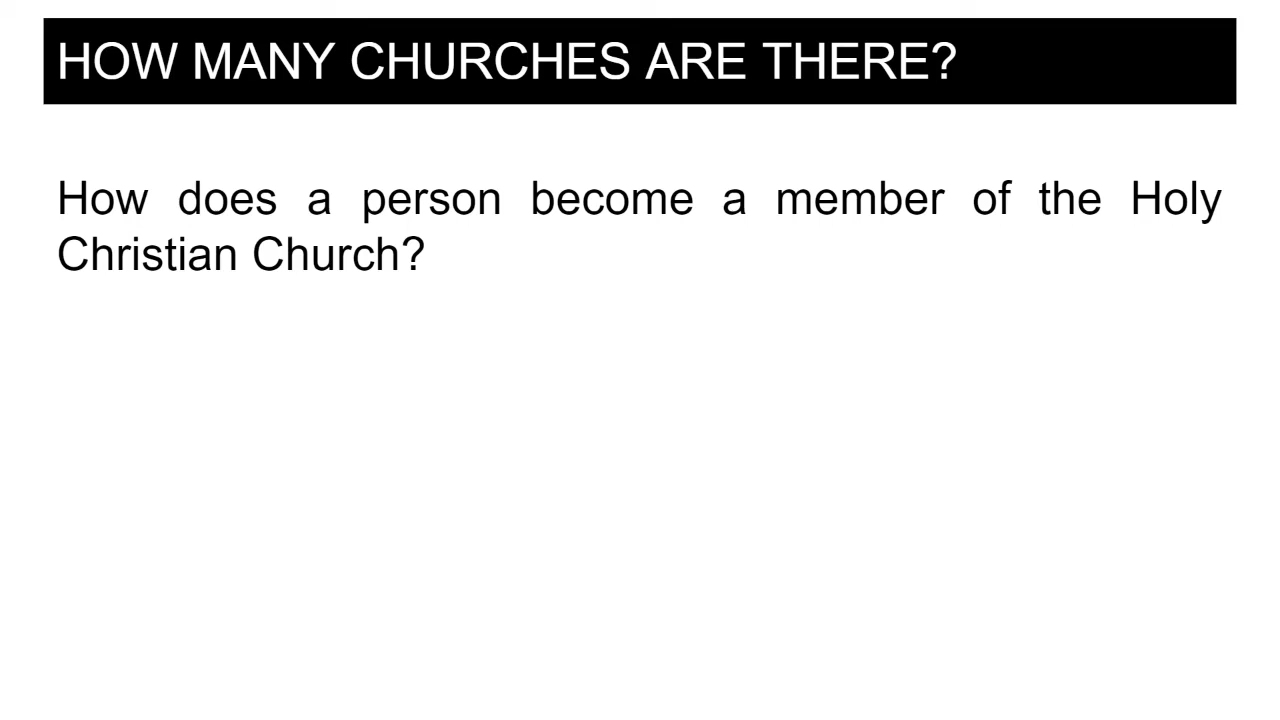 HOW MANY CHURCHES ARE THERE?
How does a person become a member of the Holy
Christian Church?